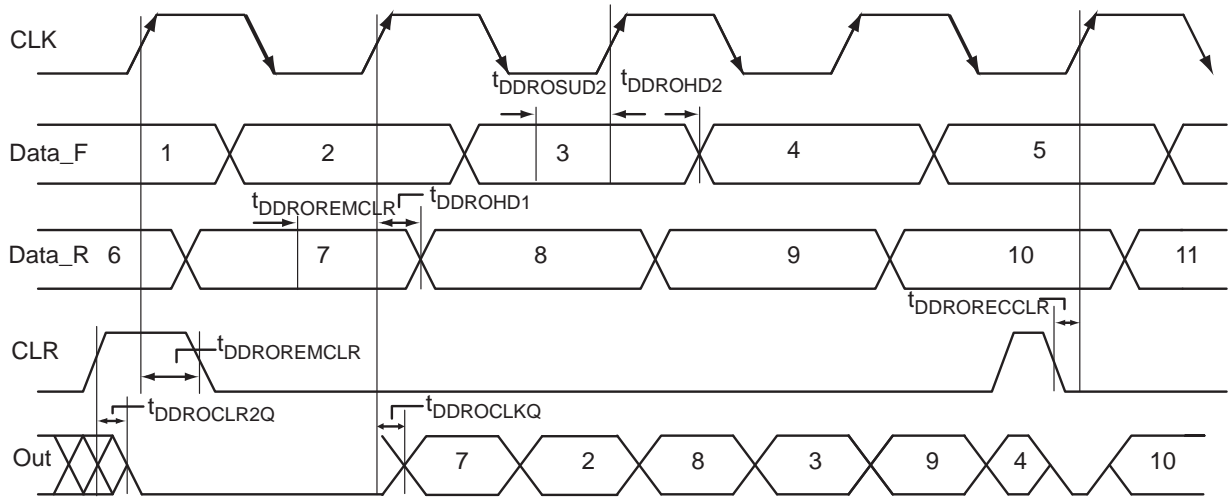 CLK
tDDROSUD2 tDDROHD2
Data_F 1 2 3 4 5
tDDROREMCLR tDDROHD1
Data_R 6 7 8 9 10 11
tDDRORECCLR
CLR
tDDROREMCLR
tDDROCLR2Q tDDROCLKQ
Out 7 2 8 3 9 4 10